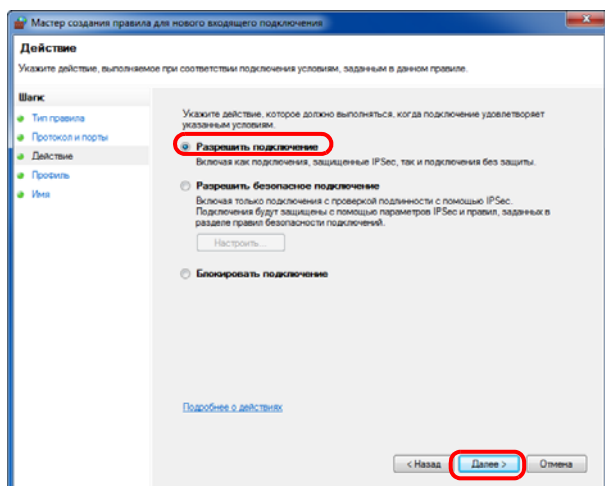 Мастер создания правила для нового входящего подключения
Действие
Укажите действие, выполняемое при соответствии подключения условиям, заданным в данном правиле.
Шаги:
Тип правила
Протокол и порты
Действие
Профиль
Имя
Укажите действие, которое должно выполняться, когда подключение удовлетворяет
указанным условиям.
Разрешить подключение
Включая как подключения, защищенные IPSec, так и подключения без защиты.
Разрешить безопасное подключение
Включая только подключения с проверкой подлинности с помощью IPSec.
Подключения будут защищены с помощью параметров IPSec и правил, заданных в
разделе правил безопасности подключений.
Настроить...
Блокировать подключение
Подробнее о действиях
< Назад
Далее >
Отмена